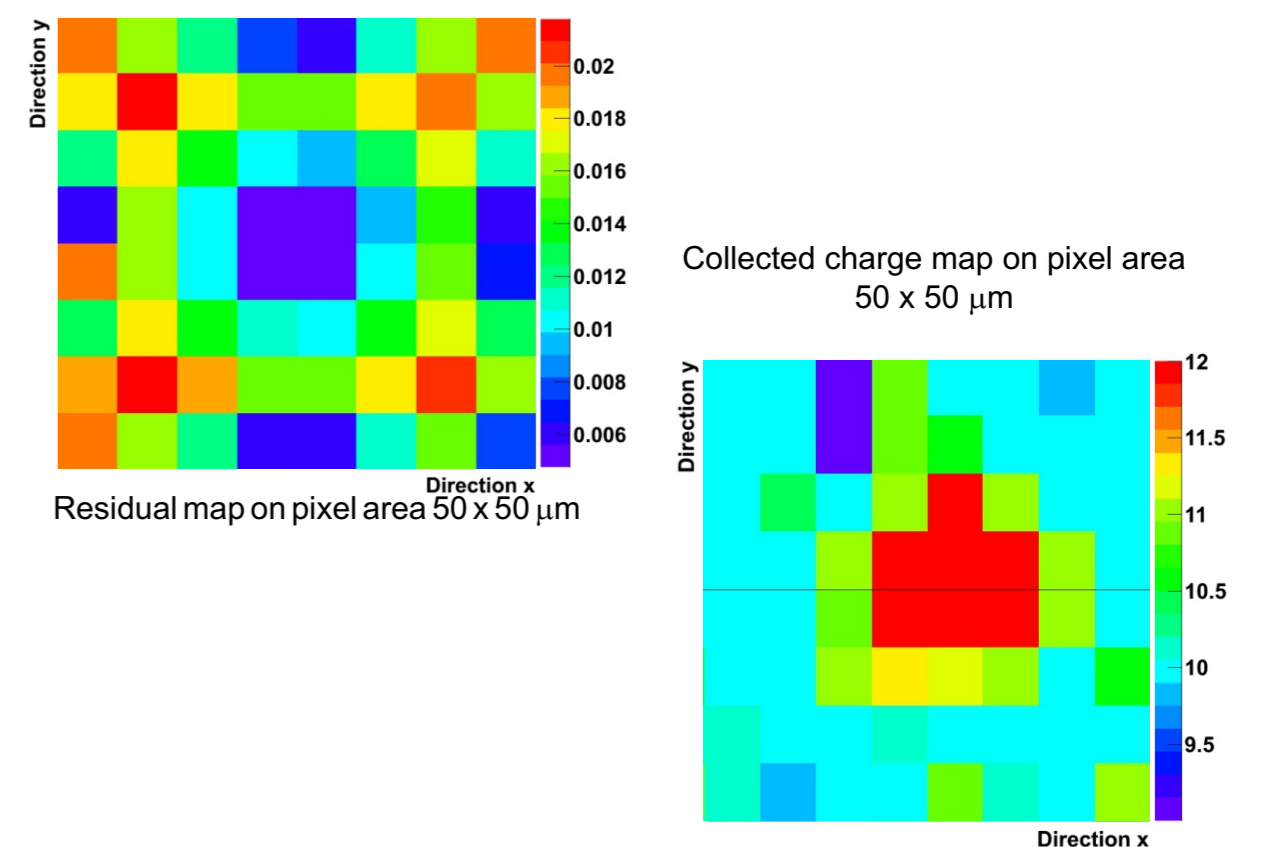 Direction y
0.02
0.018
0.016
0.014
0.012
0.01
0.008
0.006
Direction x
Residual map on pixel area 50 x 50 μm
Collected charge map on pixel area
50 x 50 μm
Direction y
12
11.5
11
10.5
10
9.5
Direction x